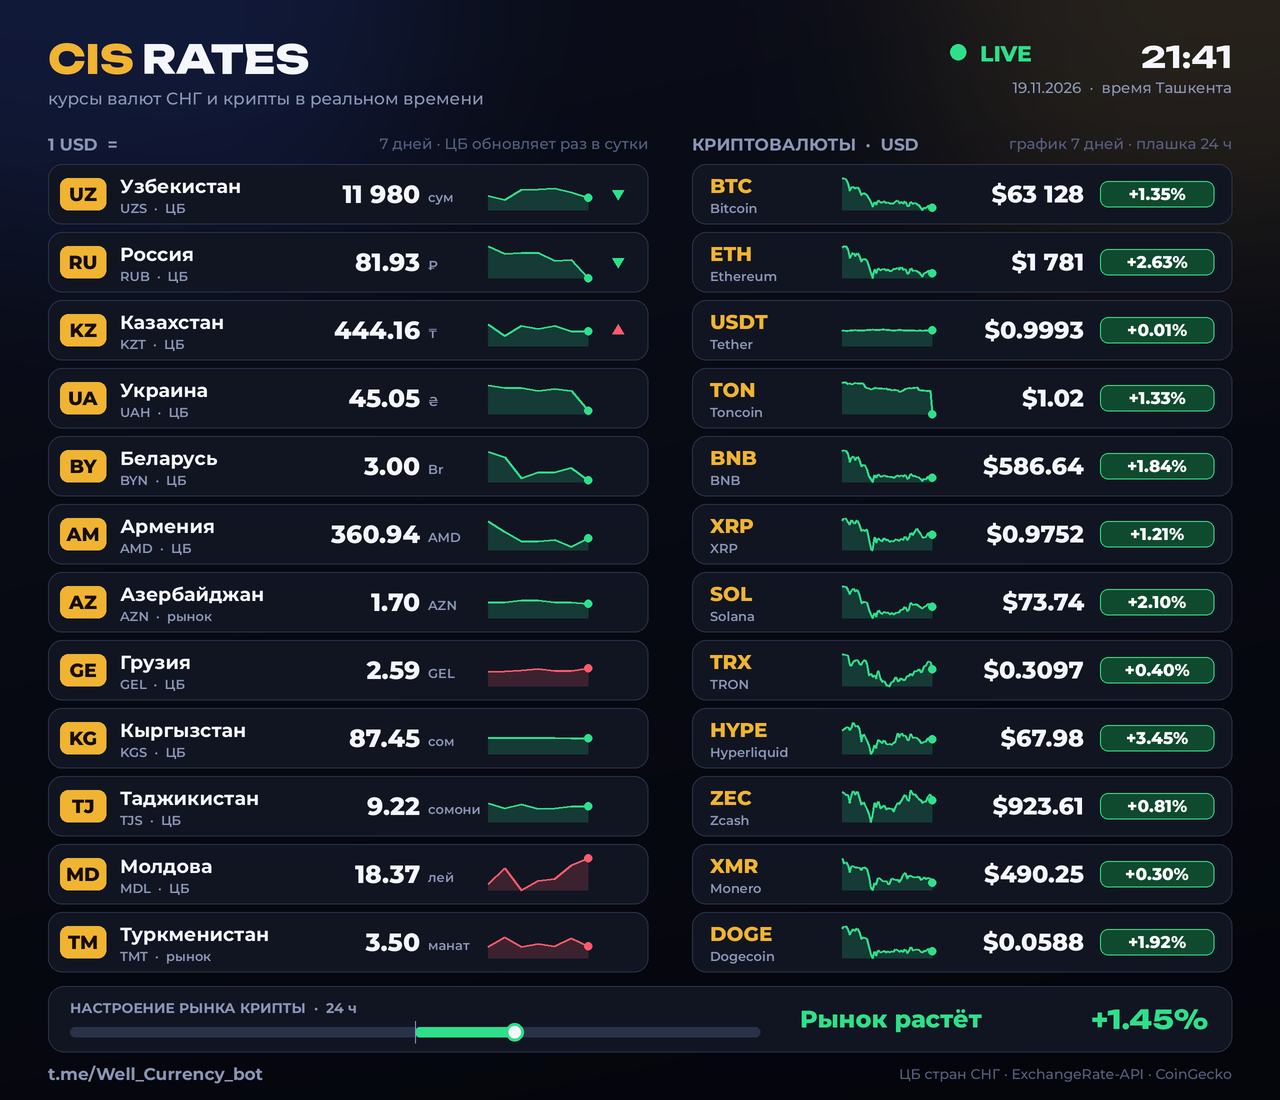 CIS RATES
LIVE
21:41
курсы валют СНГ и крипты в реальном времени
19.11.2026 · время Ташкента
1 USD =
7 дней · ЦБ обновляет раз в сутки
UZ
Узбекистан
UZS · ЦБ
11 980 сум
RU
Россия
RUB · ЦБ
81.93 ₽
KZ
Казахстан
KZT · ЦБ
444.16 ₸
UA
Украина
UAH · ЦБ
45.05 ₴
BY
Беларусь
BYN · ЦБ
3.00 Br
AM
Армения
AMD · ЦБ
360.94 AMD
AZ
Азербайджан
AZN · рынок
1.70 AZN
GE
Грузия
GEL · ЦБ
2.59 GEL
KG
Кыргызстан
KGS · ЦБ
87.45 сом
TJ
Таджикистан
TJS · ЦБ
9.22 сомони
MD
Молдова
MDL · ЦБ
18.37 лей
TM
Туркменистан
TMT · рынок
3.50 манат
КРИПТОВАЛЮТЫ · USD
график 7 дней · плашка 24 ч
BTC
Bitcoin
$63 128
+1.35%
ETH
Ethereum
$1 781
+2.63%
USDT
Tether
$0.9993
+0.01%
TON
Toncoin
$1.02
+1.33%
BNB
BNB
$586.64
+1.84%
XRP
XRP
$0.9752
+1.21%
SOL
Solana
$73.74
+2.10%
TRX
TRON
$0.3097
+0.40%
HYPE
Hyperliquid
$67.98
+3.45%
ZEC
Zcash
$923.61
+0.81%
XMR
Monero
$490.25
+0.30%
DOGE
Dogecoin
$0.0588
+1.92%
НАСТРОЕНИЕ РЫНКА КРИПТЫ · 24 ч
Рынок растёт
+1.45%
t.me/Well_Currency_bot
ЦБ стран СНГ · ExchangeRate-API · CoinGecko